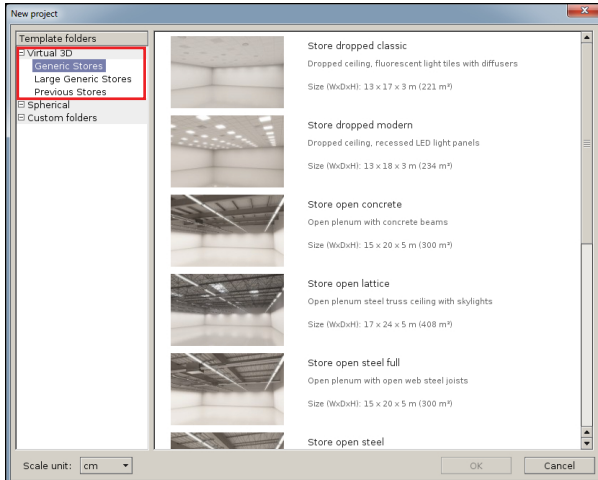 New project
Template folders
Virtual 3D
Generic Stores
Large Generic Stores
Previous Stores
Spherical
Custom folders
Store dropped classic
Dropped ceiling, fluorescent light tiles with diffusers
Size (WxDxH): 13 x 17 x 3 m (221 m²)
Store dropped modern
Dropped ceiling, recessed LED light panels
Size (WxDxH): 13 x 18 x 3 m (234 m²)
Store open concrete
Open plenum with concrete beams
Size (WxDxH): 15 x 20 x 5 m (300 m²)
Store open lattice
Open plenum steel truss ceiling with skylights
Size (WxDxH): 17 x 24 x 5 m (408 m²)
Store open steel full
Open plenum with open web steel joists
Size (WxDxH): 15 x 20 x 5 m (300 m²)
Store open steel
Scale unit: cm
OK
Cancel